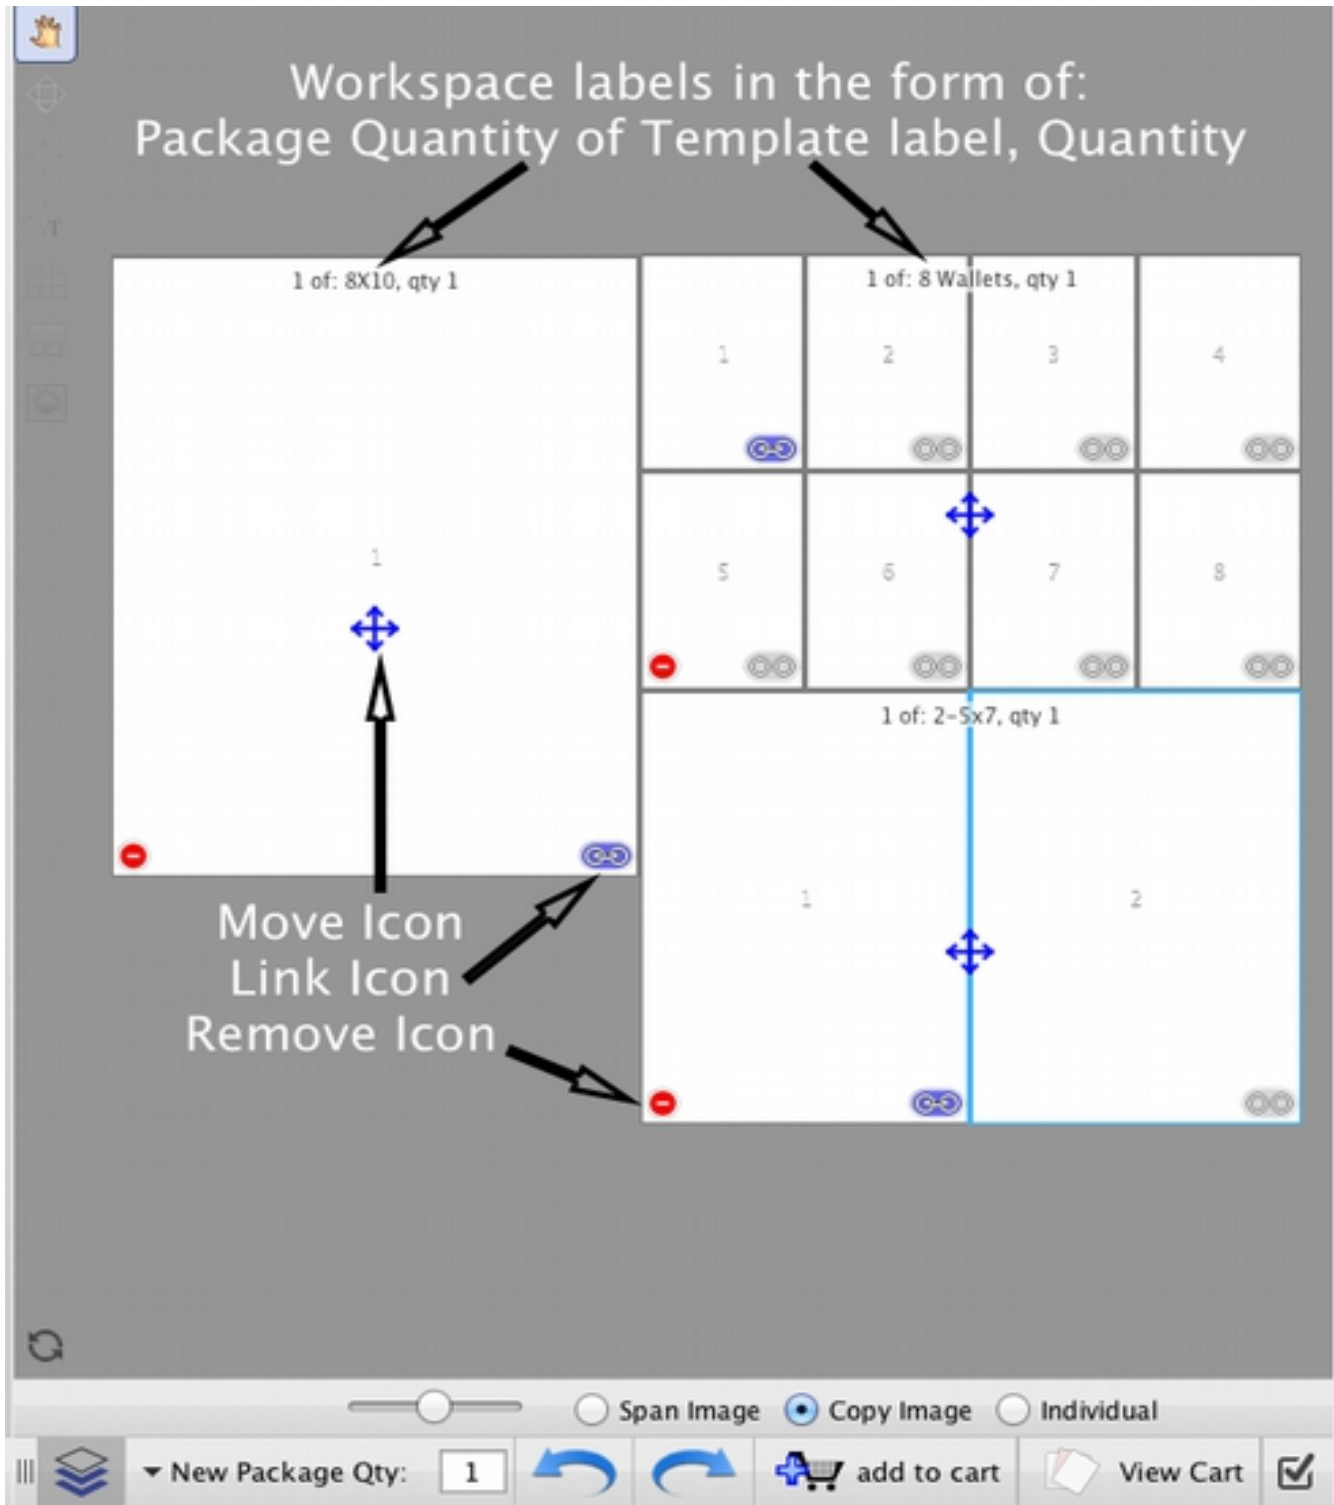 Workspace labels in the form of:
Package Quantity of Template label, Quantity
T
1 of: 8X10, qty 1
1
1 of: 8 Wallets, qty 1
1
2
3
4
5
6
7
8
1 of: 2-5x7, qty 1
1
2
Move Icon
Link Icon
Remove Icon
Span Image
Copy Image
Individual
New Package Qty: 1
add to cart
View Cart